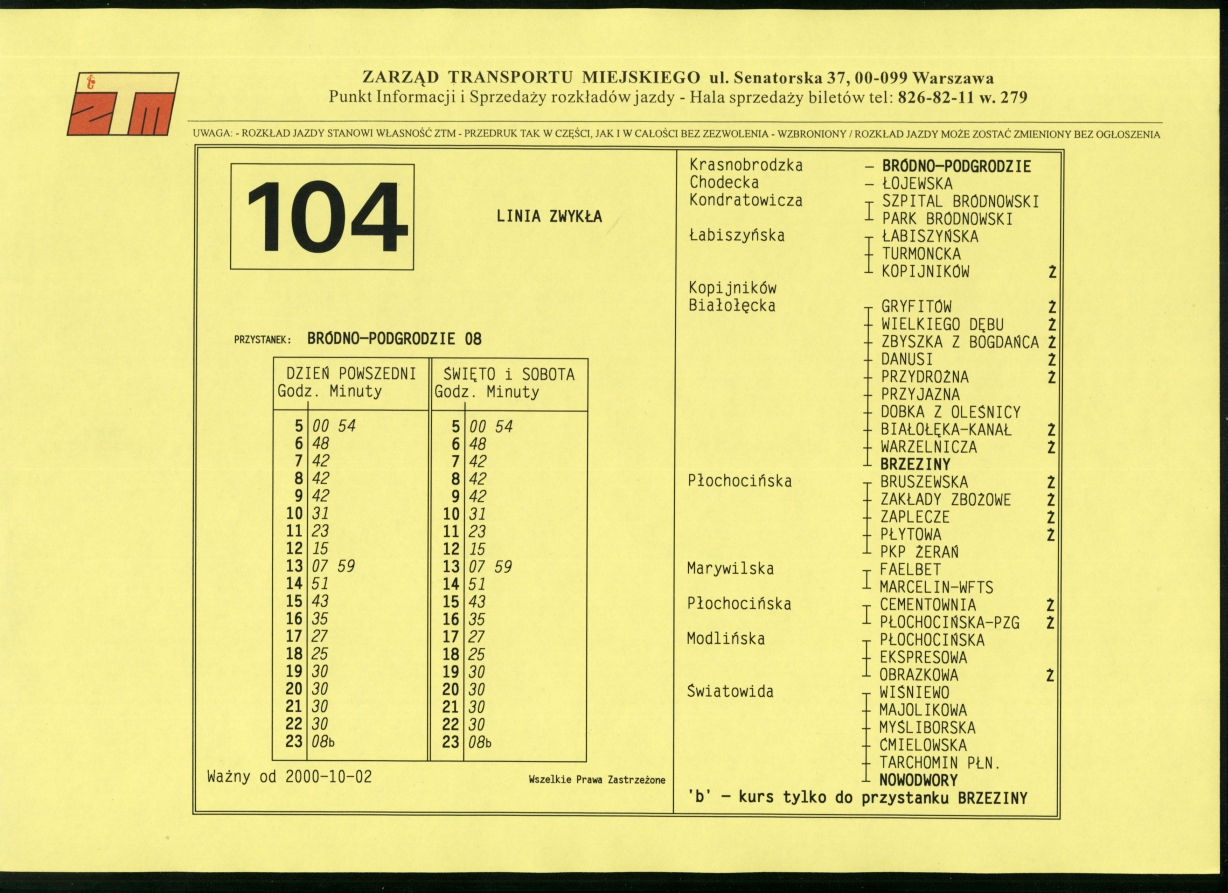 ZTM
ZARZĄD TRANSPORTU MIEJSKIEGO ul. Senatorska 37, 00-099 Warszawa
Punkt Informacji i Sprzedaży rozkładów jazdy - Hala sprzedaży biletów tel: 826-82-11 w. 279
UWAGA: - ROZKŁAD JAZDY STANOWI WŁASNOŚĆ ZTM - PRZEDRUK TAK W CZĘŚCI, JAK I W CAŁOŚCI BEZ ZEZWOLENIA - WZBRONIONY / ROZKŁAD JAZDY MOŻE ZOSTAĆ ZMIENIONY BEZ OGŁOSZENIA
104
LINIA ZWYKŁA
PRZYSTANEK: BRÓDNO-PODGRODZIE 08
DZIEŃ POWSZEDNI ŚWIĘTO i SOBOTA
Godz. Minuty Godz. Minuty
5 00 54 5 00 54
6 48 6 48
7 42 7 42
8 42 8 42
9 42 9 42
10 31 10 31
11 23 11 23
12 15 12 15
13 07 59 13 07 59
14 51 14 51
15 43 15 43
16 35 16 35
17 27 17 27
18 25 18 25
19 30 19 30
20 30 20 30
21 30 21 30
22 30 22 30
23 08b 23 08b
Ważny od 2000-10-02 Wszelkie Prawa Zastrzeżone
Krasnobrodzka - BRÓDNO-PODGRODZIE
Chodecka - ŁOJEWSKA
Kondratowicza SZPITAL BRÓDNOWSKI
PARK BRÓDNOWSKI
Łabiszyńska ŁABISZYŃSKA
TURMONCKA
KOPIJNIKÓW Ż
Kopijników
Białołęcka GRYFITÓW Ż
WIELKIEGO DĘBU Ż
ZBYSZKA Z BOGDAŃCA Ż
DANUSI Ż
PRZYDROŻNA Ż
PRZYJAZNA
DOBKA Z OLEŚNICY
BIAŁOŁĘKA-KANAŁ Ż
WARZELNICZA Ż
BRZEZINY
Płochocińska BRUSZEWSKA Ż
ZAKŁADY ZBOŻOWE Ż
ZAPLECZE Ż
PŁYTOWA Ż
PKP ŻERAŃ
Marywilska FAELBET
MARCELIN-WFTS
Płochocińska CEMENTOWNIA Ż
PŁOCHOCIŃSKA-PZG Ż
Modlińska PŁOCHOCIŃSKA
EKSPRESOWA
OBRAZKOWA Ż
Światowida WIŚNIEWO
MAJOLIKOWA
MYŚLIBORSKA
ĆMIELOWSKA
TARCHOMIN PŁN.
NOWODWORY
'b' - kurs tylko do przystanku BRZEZINY